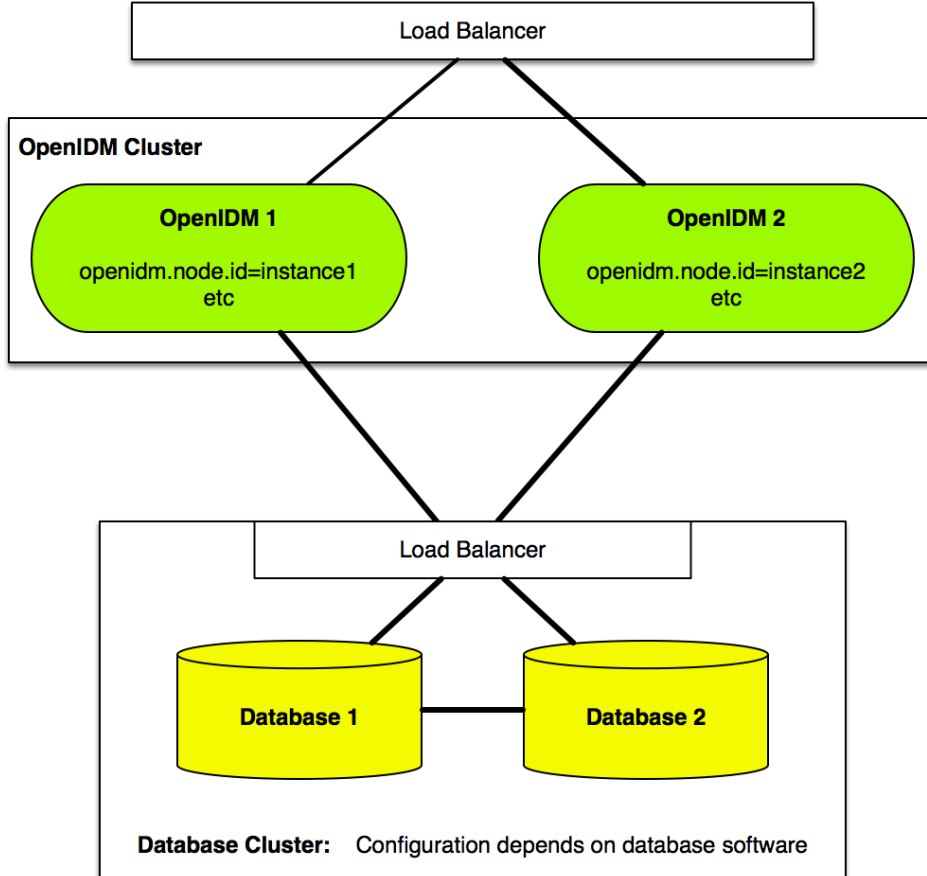 Load Balancer
OpenIDM Cluster
OpenIDM 1
openidm.node.id=instance1
etc
OpenIDM 2
openidm.node.id=instance2
etc
Load Balancer
Database 1
Database 2
Database Cluster: Configuration depends on database software